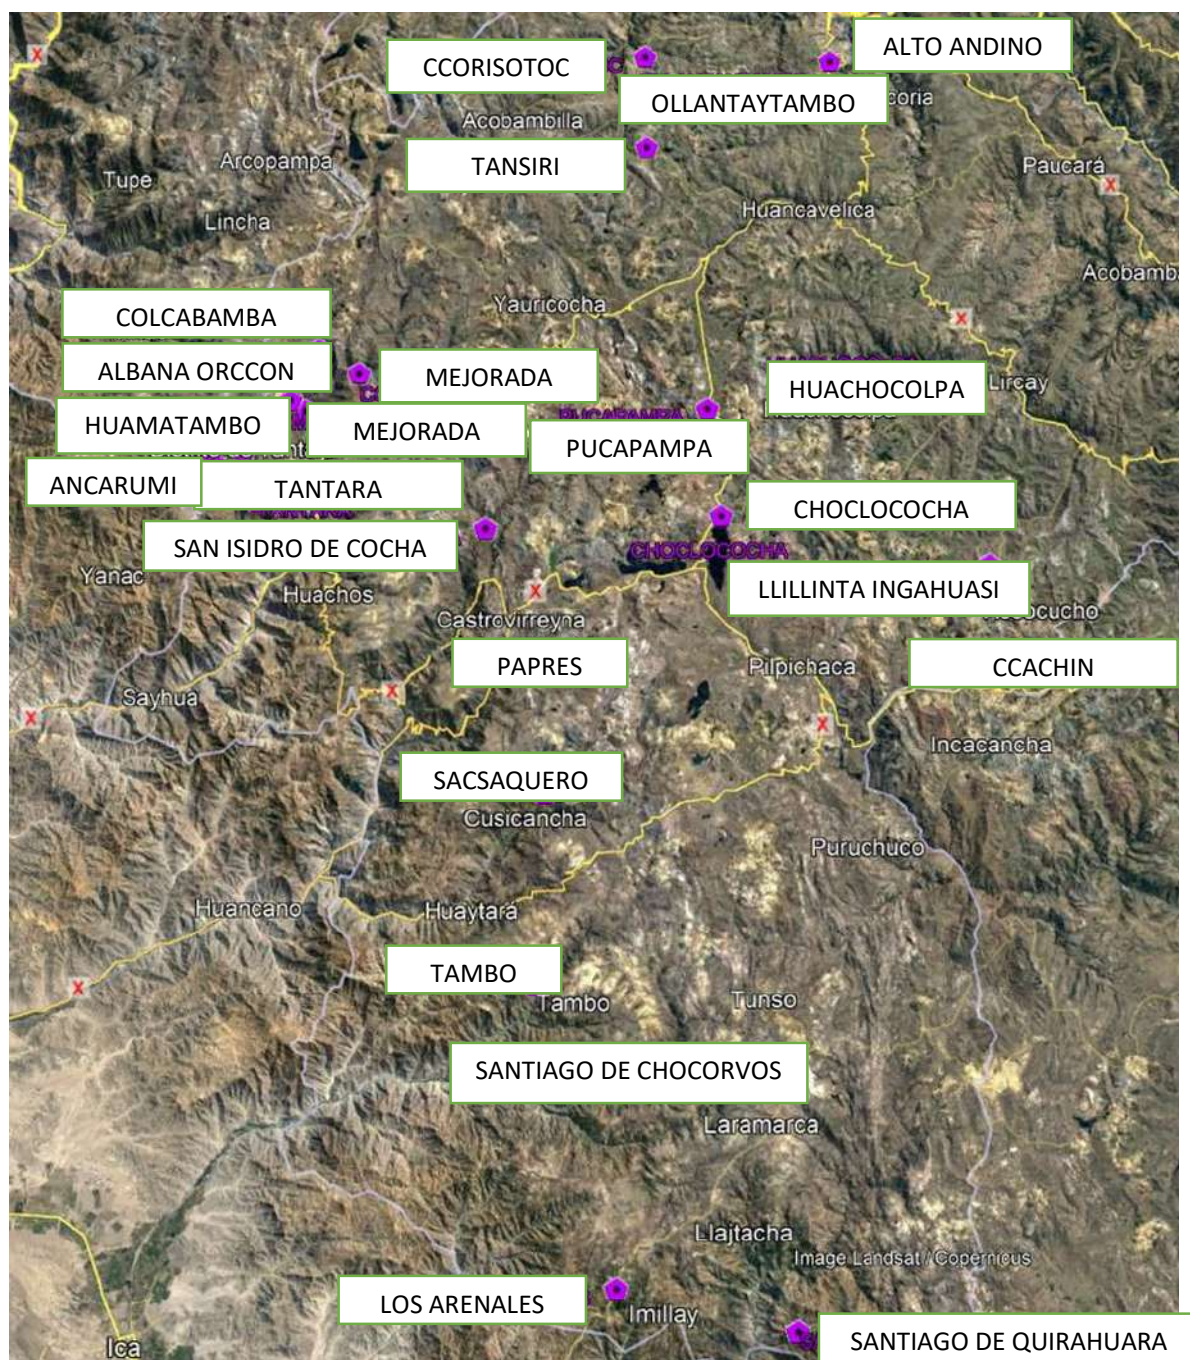 ALTO ANDINO
CCORISOTOC
OLLANTAYTAMBO
coria
Acobambilla
TANSIRI
Arcopampa
Paucará
Tupe
Huancavelica
Lincha
Acobamba
Yauricocha
COLCABAMBA
ALBANA ORCCON
MEJORADA
HUACHOCOLPA
Lircay
HUAMATAMBO
MEJORADA
PUCAPAMPA
ANCARUMI
TANTARA
CHOCLOCOCHA
SAN ISIDRO DE COCHA
CHOCLOCOCHA
Yanac
Huachos
LLILLINTA INGAHUASI
Castrovirreyna
PAPRES
Pilpichaca
CCACHIN
Sayhua
Incacancha
SACSAQUERO
Cusicancha
Puruchuco
Huancano
Huaytará
TAMBO
Tambo
Tunso
SANTIAGO DE CHOCORVOS
Laramarca
Llajtacha
Image Landsat / Copernicus
LOS ARENALES
Imillay
Ica
SANTIAGO DE QUIRAHUARA